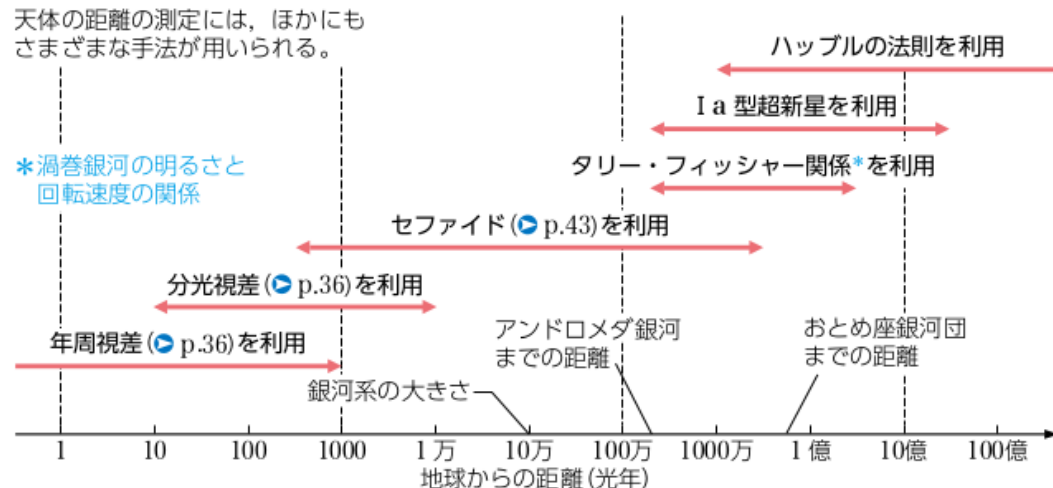 天体の距離の測定には，ほかにも
さまざまな手法が用いられる。
ハッブルの法則を利用
Ⅰa 型超新星を利用
＊渦巻銀河の明るさと
回転速度の関係
タリー・フィッシャー関係*を利用
セファイド(▶ p.43)を利用
分光視差(▶ p.36)を利用
年周視差(▶ p.36)を利用
アンドロメダ銀河
までの距離
おとめ座銀河団
までの距離
銀河系の大きさ
1 10 100 1000 1万 10万 100万 1000万 1億 10億 100億
地球からの距離(光年)